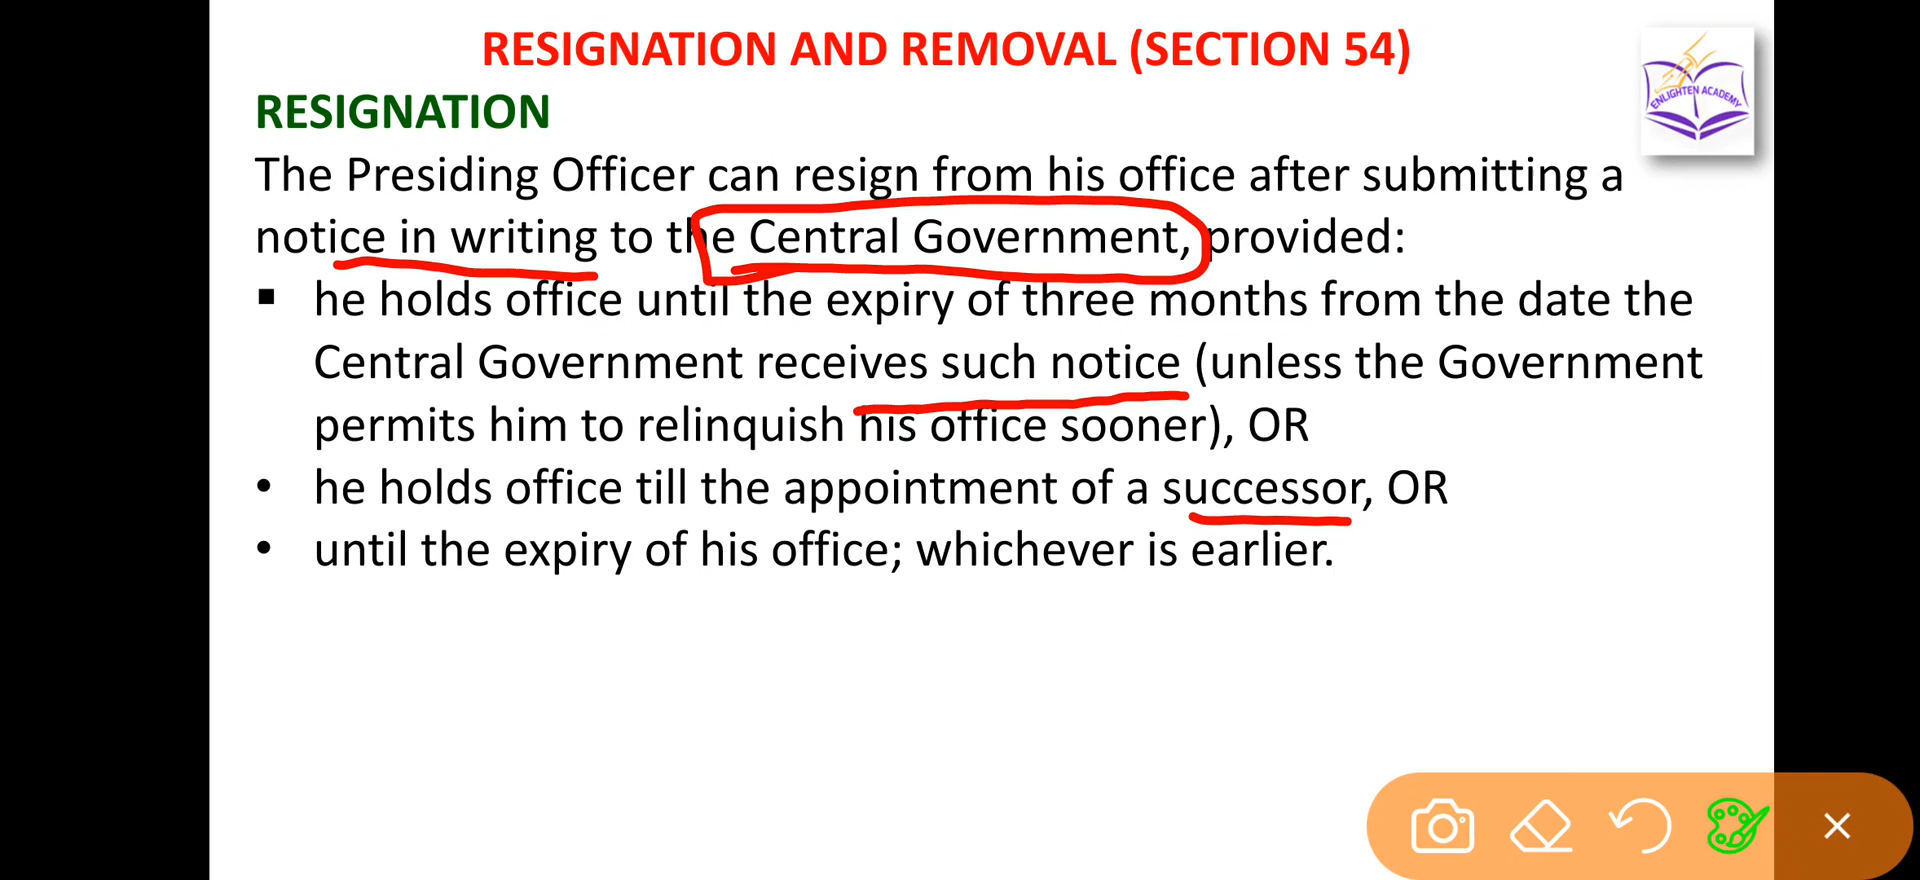 RESIGNATION AND REMOVAL (SECTION 54)
ENLIGHTEN ACADEMY
RESIGNATION
The Presiding Officer can resign from his office after submitting a
notice in writing to the Central Government, provided:
▪ he holds office until the expiry of three months from the date the
Central Government receives such notice (unless the Government
permits him to relinquish his office sooner), OR
• he holds office till the appointment of a successor, OR
• until the expiry of his office; whichever is earlier.